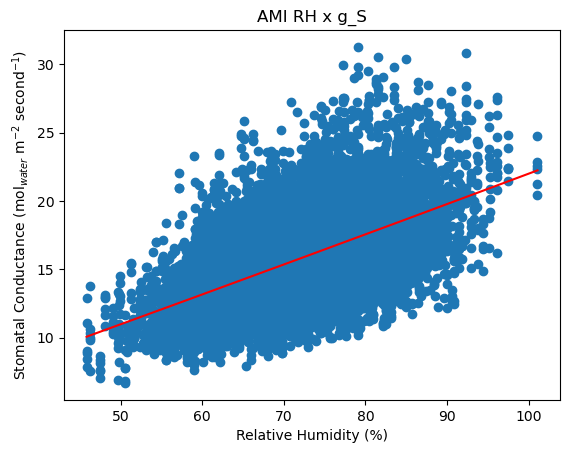 AMI RH x g_S
30
25
20
15
10
Stomatal Conductance (mol_water m⁻² second⁻¹)
50 60 70 80 90 100
Relative Humidity (%)